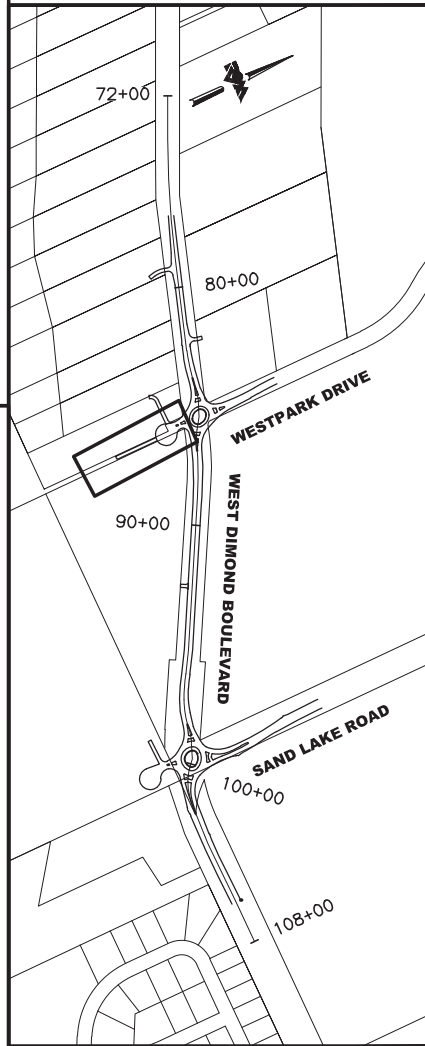 72+00
80+00
WESTPARK DRIVE
90+00
WEST DIMOND BOULEVARD
SAND LAKE ROAD
100+00
108+00